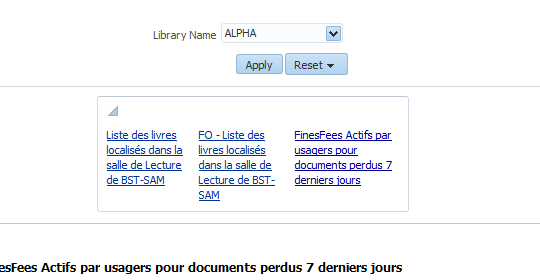 Library Name ALPHA
Apply Reset
Liste des livres
localisés dans la
salle de Lecture
de BST-SAM
FO - Liste des
livres localisés
dans la salle de
Lecture de BST-
SAM
FinesFees Actifs par
usagers pour
documents perdus 7
derniers jours
esFees Actifs par usagers pour documents perdus 7 derniers jours